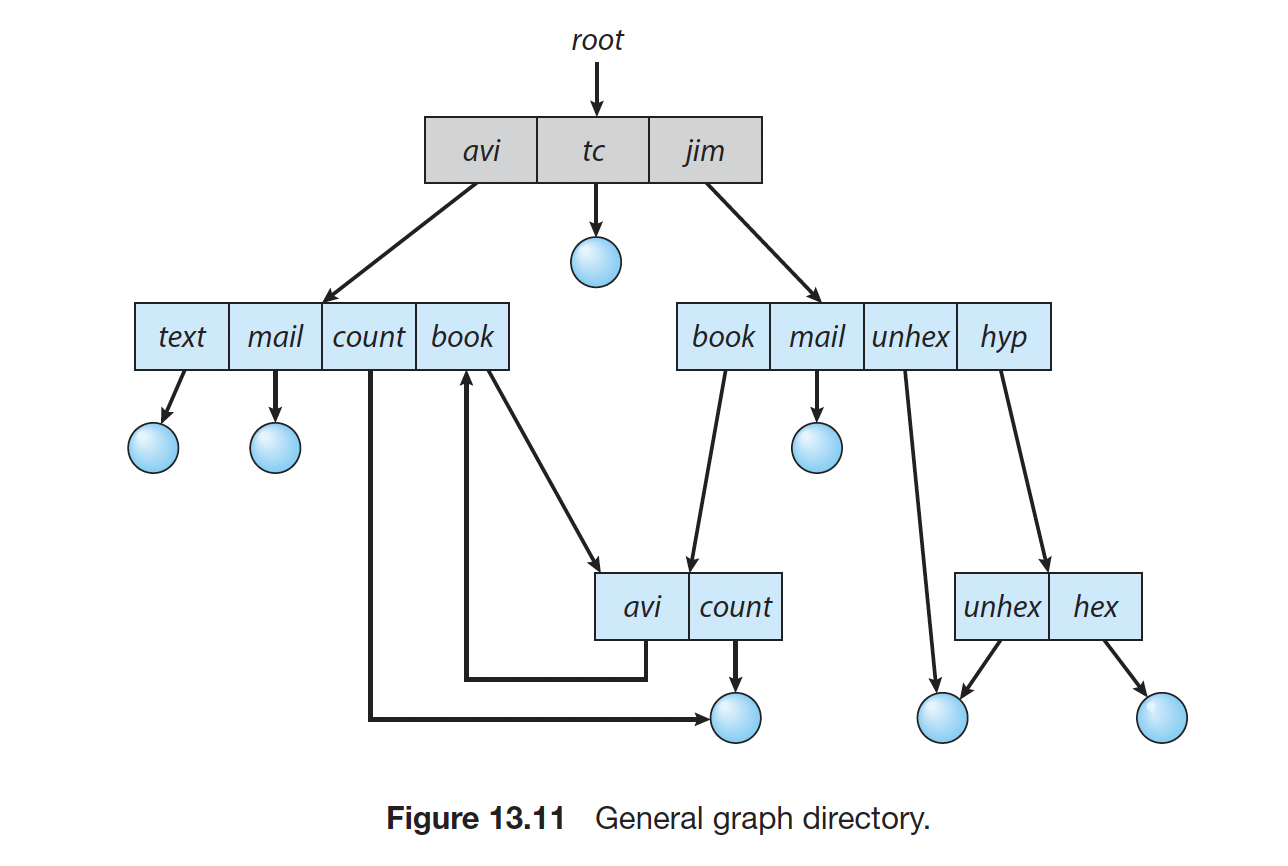 root
avi tc jim
text mail count book
book mail unhex hyp
avi count
unhex hex
Figure 13.11 General graph directory.